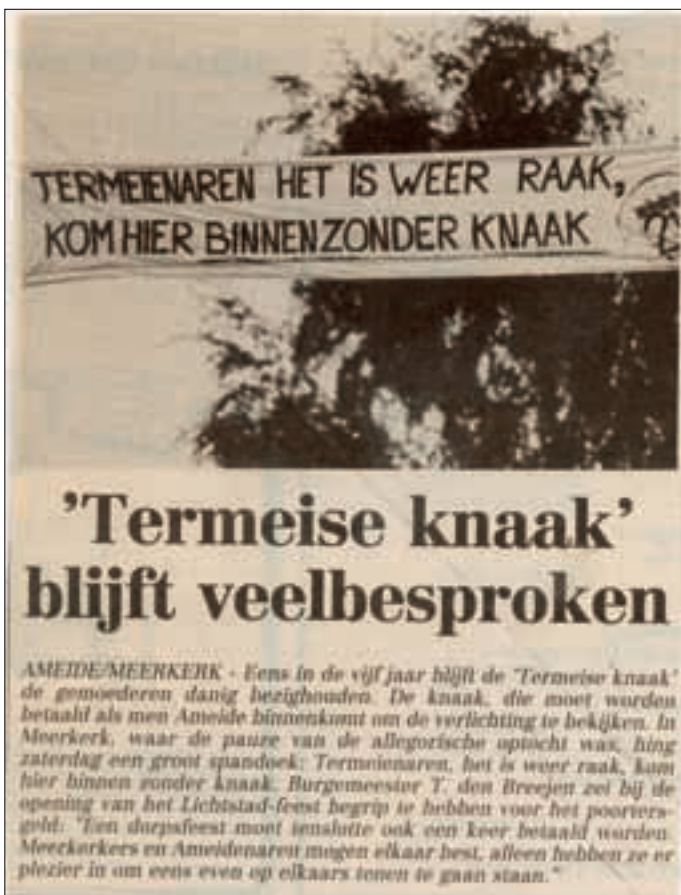 TERMEIENAREN HET IS WEER RAAK,
KOM HIER BINNEN ZONDER KNAAK
'Termeise knaak'
blijft veelbesproken
AMEIDE/MEERKERK - Eens in de vijf jaar blijft de 'Termeise knaak'
de gemoederen danig bezighouden. De knaak, die moet worden
betaald als men Ameide binnenkomt om de verlichting te bekijken. In
Meerkerk, waar de pauze van de allegorische optocht was, hing
zaterdag een groot spandoek: Termeienaren, het is weer raak, kom
hier binnen zonder knaak. Burgemeester T. den Breejen zei bij de
opening van het Lichtstad-feest begrip te hebben voor het poorters-
geld: "Een dorpsfeest moet tenslotte ook een keer betaald worden.
Meerkerkers en Ameidenaren mogen elkaar best, alleen hebben ze er
plezier in om eens even op elkaars tenen te gaan staan."